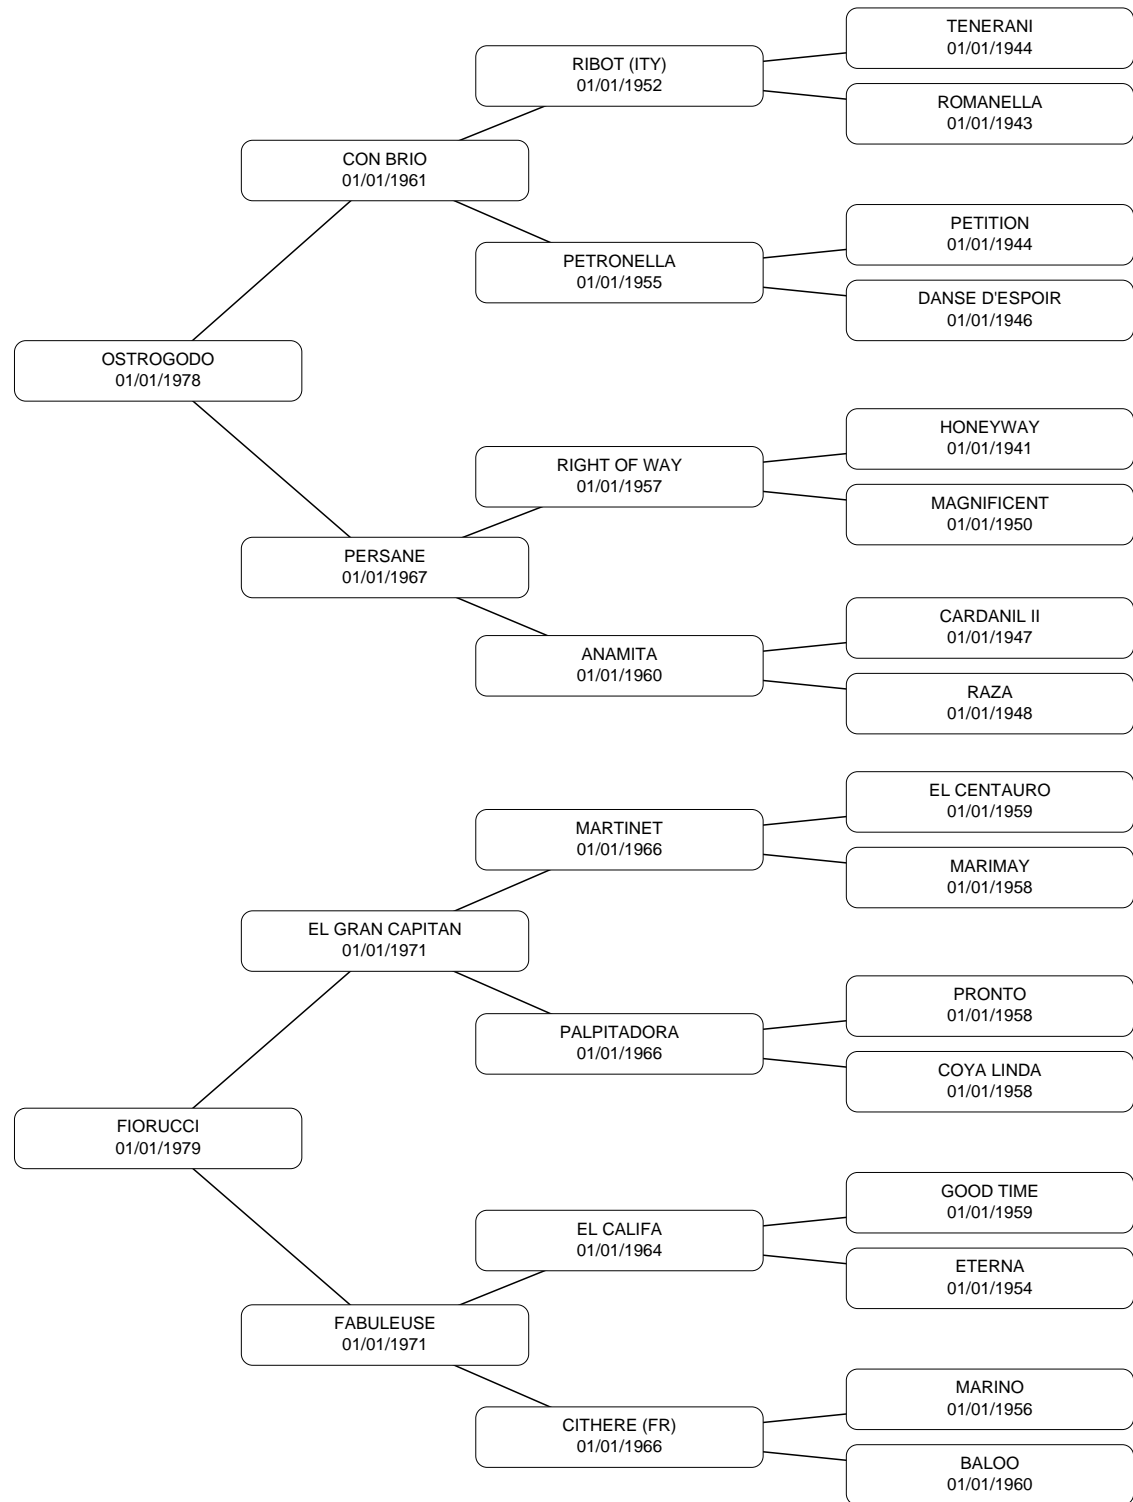 TENERANI
01/01/1944
RIBOT (ITY)
01/01/1952
ROMANELLA
01/01/1943
CON BRIO
01/01/1961
PETITION
01/01/1944
PETRONELLA
01/01/1955
DANSE D'ESPOIR
01/01/1946
OSTROGODO
01/01/1978
HONEYWAY
01/01/1941
RIGHT OF WAY
01/01/1957
MAGNIFICENT
01/01/1950
PERSANE
01/01/1967
CARDANIL II
01/01/1947
ANAMITA
01/01/1960
RAZA
01/01/1948
EL CENTAURO
01/01/1959
MARTINET
01/01/1966
MARIMAY
01/01/1958
EL GRAN CAPITAN
01/01/1971
PRONTO
01/01/1958
PALPITADORA
01/01/1966
COYA LINDA
01/01/1958
FIORUCCI
01/01/1979
GOOD TIME
01/01/1959
EL CALIFA
01/01/1964
ETERNA
01/01/1954
FABULEUSE
01/01/1971
MARINO
01/01/1956
CITHERE (FR)
01/01/1966
BALOO
01/01/1960